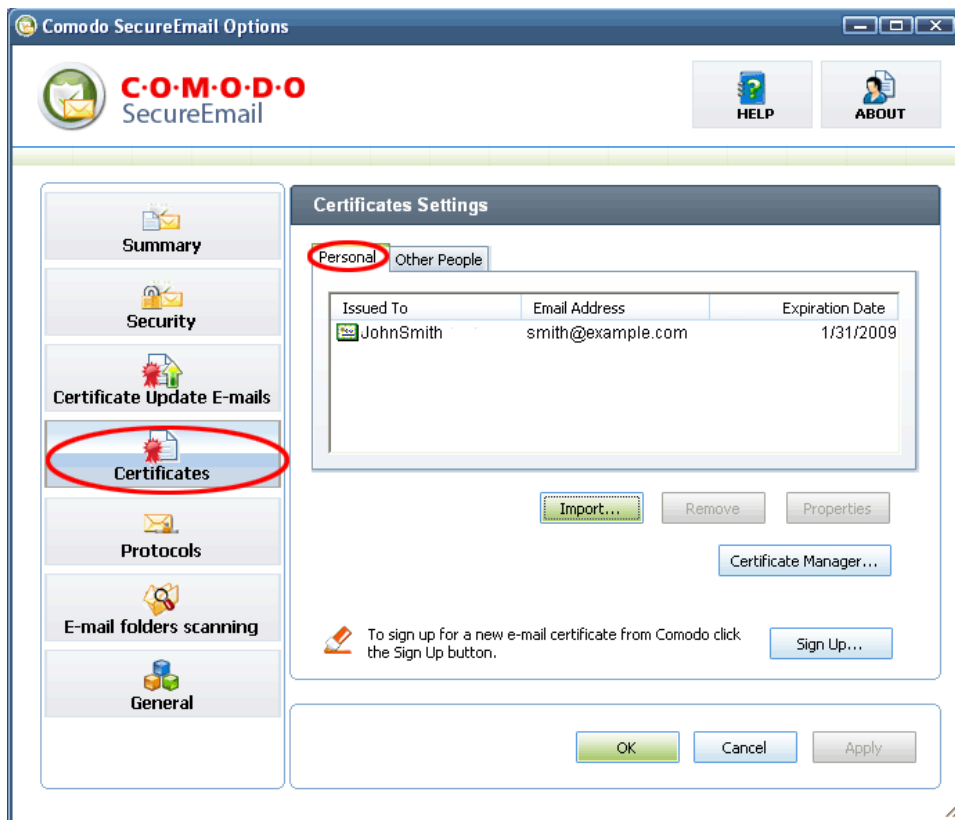 Comodo SecureEmail Options
C·O·M·O·D·O
SecureEmail
HELP
ABOUT
Summary
Security
Certificate Update E-mails
Certificates
Protocols
E-mail folders scanning
General
Certificates Settings
Personal
Other People
Issued To Email Address Expiration Date
JohnSmith smith@example.com 1/31/2009
Import...
Remove
Properties
Certificate Manager...
To sign up for a new e-mail certificate from Comodo click
the Sign Up button.
Sign Up...
OK
Cancel
Apply